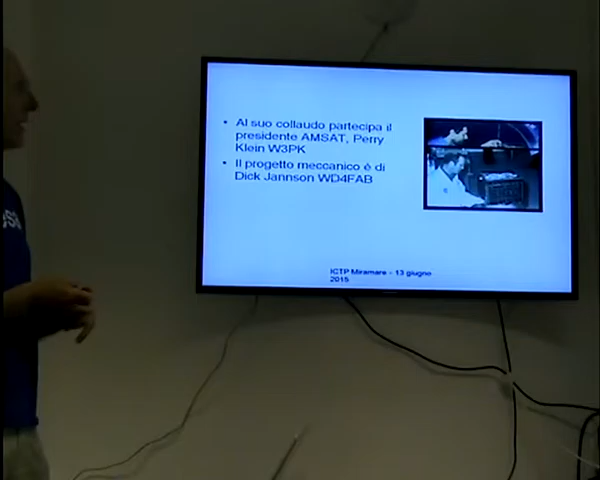 • Al suo collaudo partecipa il
presidente AMSAT, Perry
Klein W3PK
• Il progetto meccanico è di
Dick Jannson WD4FAB
ICTP Miramare - 13 giugno
2015